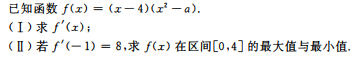 已知函数 f(x)=(x-4)(x²-a).
(Ⅰ)求 f′(x);
(Ⅱ)若 f′(-1)=8,求 f(x)在区间[0,4]的最大值与最小值.